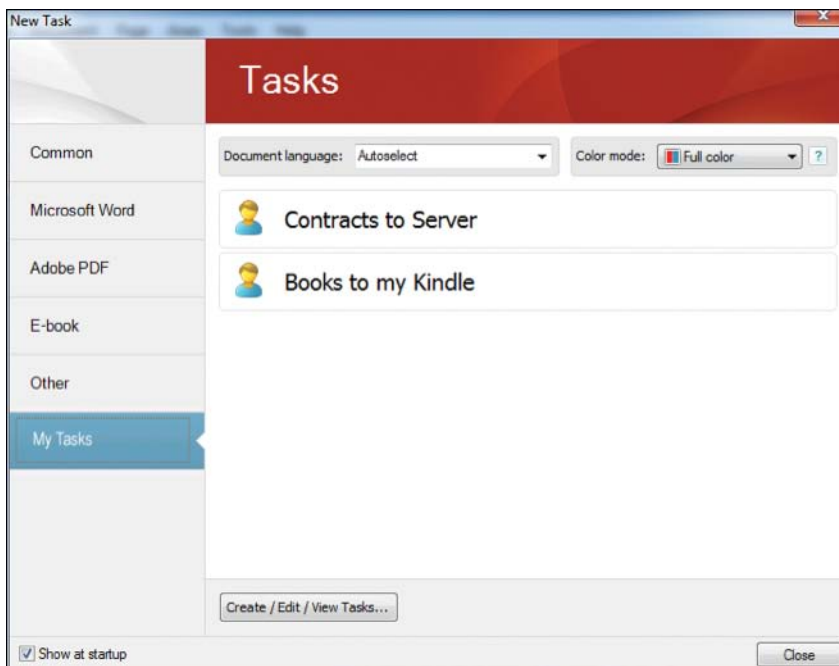 New Task
Tasks
Common
Microsoft Word
Adobe PDF
E-book
Other
My Tasks
Document language: Autoselect
Color mode: Full color ?
Contracts to Server
Books to my Kindle
Create / Edit / View Tasks...
Show at startup
Close